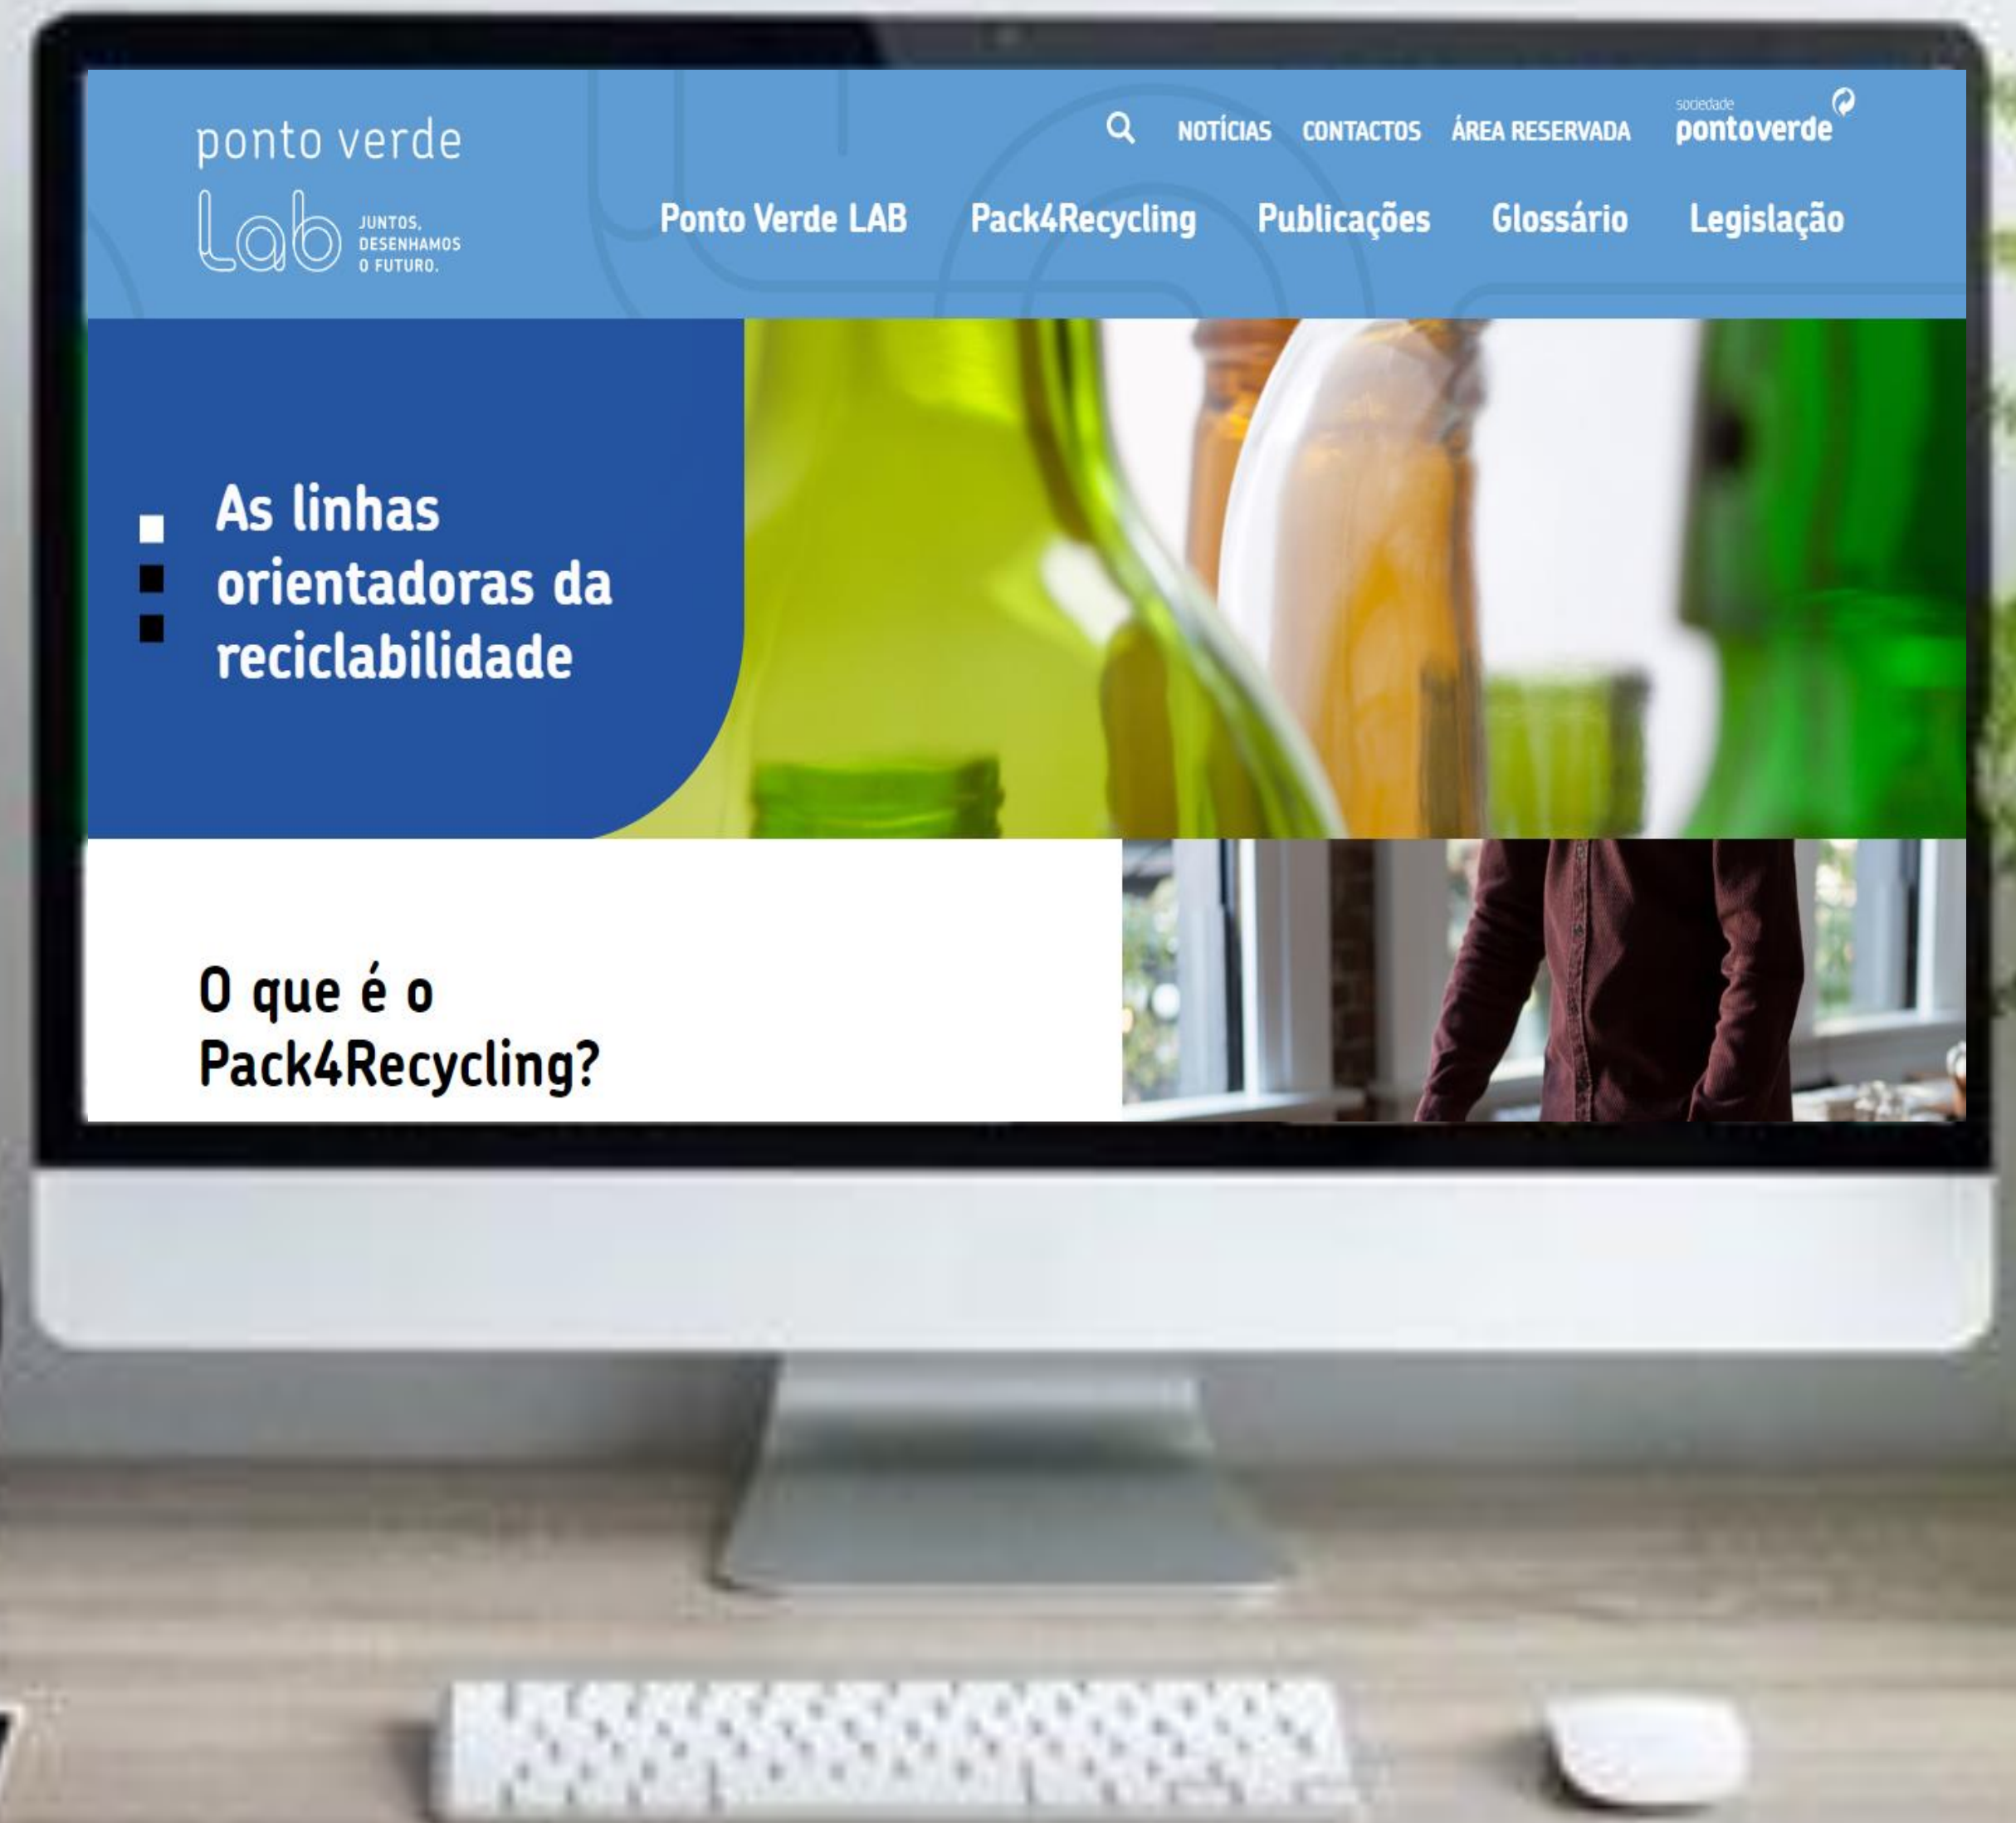 ponto verde
Lab
JUNTOS,
DESENHAMOS
O FUTURO.
NOTÍCIAS CONTACTOS ÁREA RESERVADA
sociedade
pontoverde
Ponto Verde LAB Pack4Recycling Publicações Glossário Legislação
As linhas
orientadoras da
reciclabilidade
O que é o
Pack4Recycling?